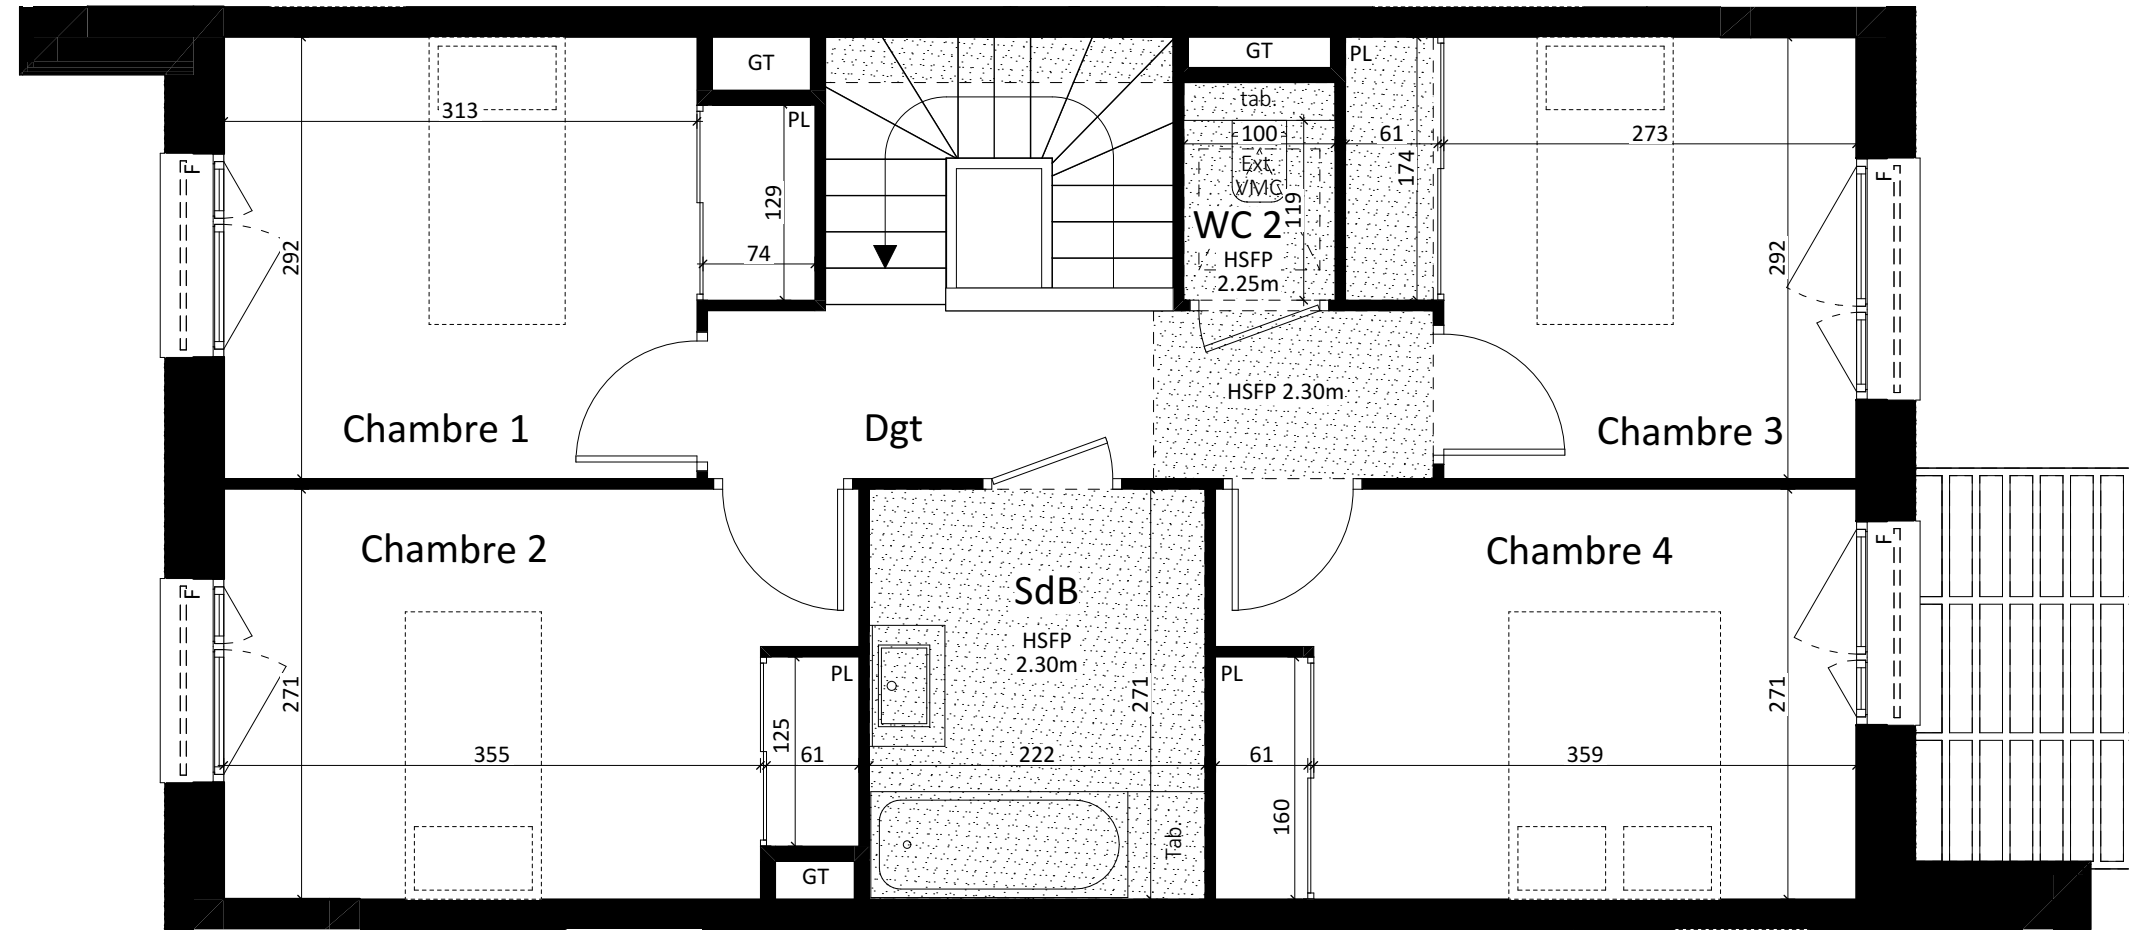 GT
GT
PL
PL
F
313
129
74
292
tab.
100
Ext.
VMC
119
WC 2
HSFP
2.25m
61
174
273
F
292
HSFP 2.30m
Chambre 1
Dgt
Chambre 3
Chambre 2
SdB
HSFP
2.30m
Chambre 4
F
F
271
355
PL
125
61
GT
222
271
Tab.
PL
61
160
359
271